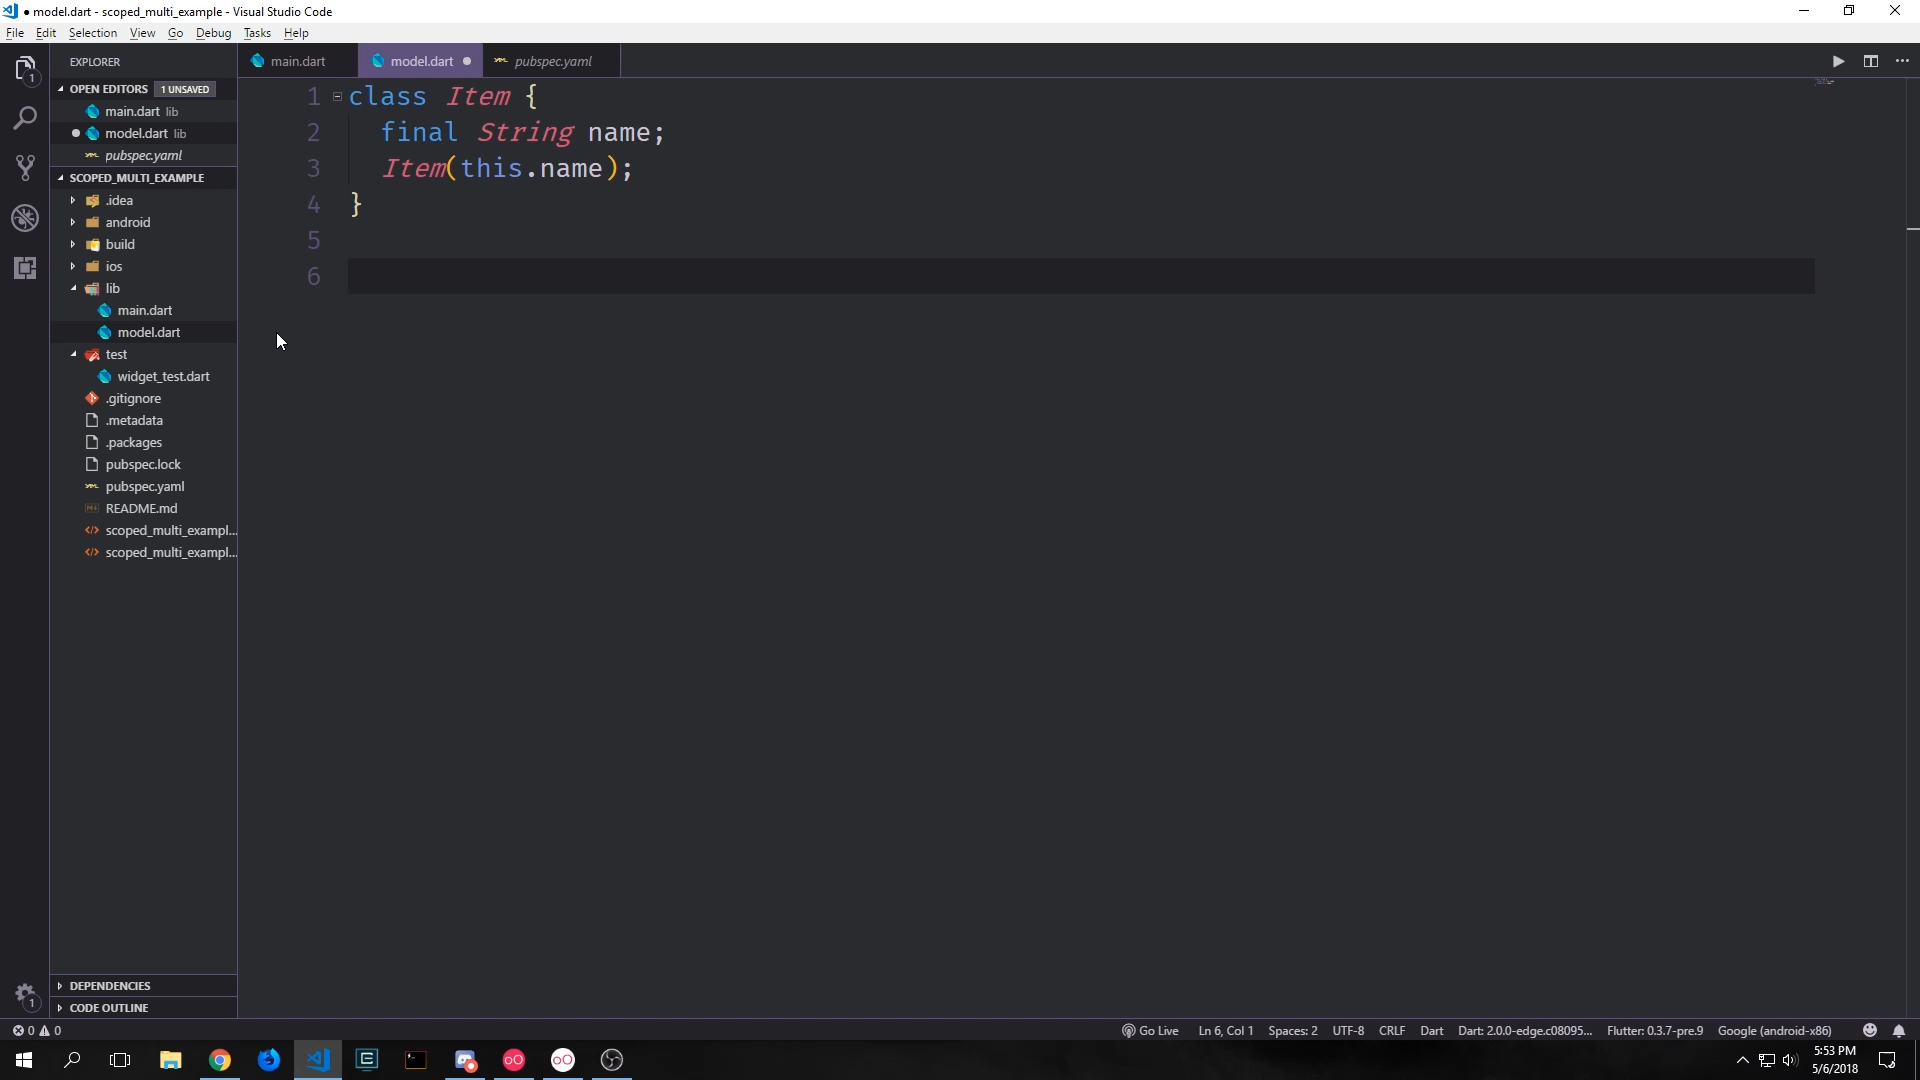 ● model.dart - scoped_multi_example - Visual Studio Code
File Edit Selection View Go Debug Tasks Help
EXPLORER
OPEN EDITORS 1 UNSAVED
main.dart lib
model.dart lib
pubspec.yaml
SCOPED_MULTI_EXAMPLE
.idea
android
build
ios
lib
main.dart
model.dart
test
widget_test.dart
.gitignore
.metadata
.packages
pubspec.lock
pubspec.yaml
README.md
scoped_multi_exampl...
scoped_multi_exampl...
DEPENDENCIES
CODE OUTLINE
main.dart model.dart pubspec.yaml
1 class Item {
2 final String name;
3 Item(this.name);
4 }
5
6
0 0 Go Live Ln 6, Col 1 Spaces: 2 UTF-8 CRLF Dart Dart: 2.0.0-edge.c08095... Flutter: 0.3.7-pre.9 Google (android-x86)
5:53 PM
5/6/2018